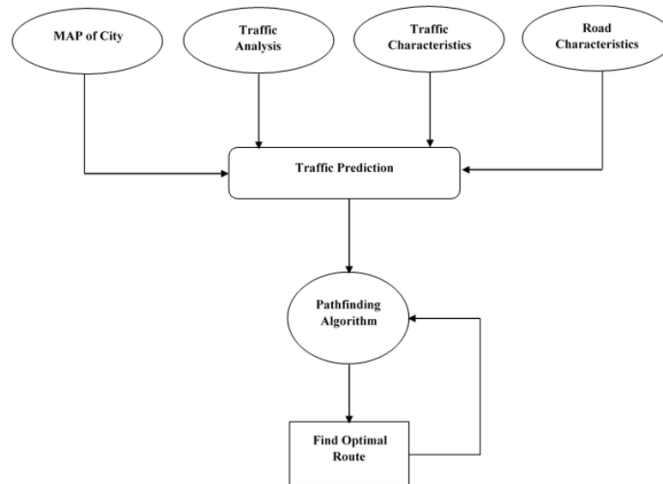 MAP of City
Traffic
Analysis
Traffic
Characteristics
Road
Characteristics
Traffic Prediction
Pathfinding
Algorithm
Find Optimal
Route